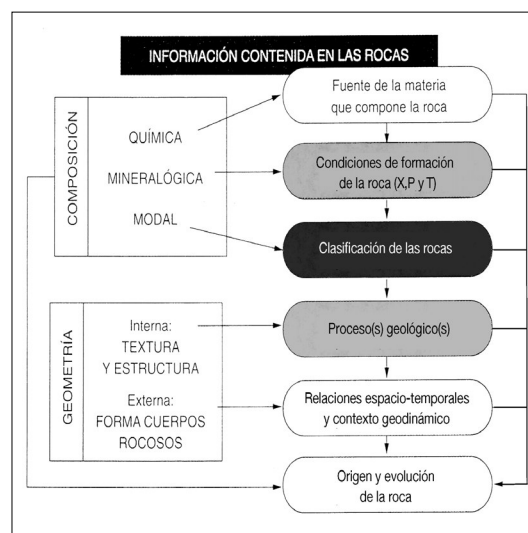 INFORMACIÓN CONTENIDA EN LAS ROCAS
COMPOSICIÓN
QUÍMICA
MINERALÓGICA
MODAL
GEOMETRÍA
Interna:
TEXTURA
Y ESTRUCTURA
Externa:
FORMA CUERPOS
ROCOSOS
Fuente de la materia
que compone la roca
Condiciones de formación
de la roca (X,P y T)
Clasificación de las rocas
Proceso(s) geológico(s)
Relaciones espacio-temporales
y contexto geodinámico
Origen y evolución
de la roca